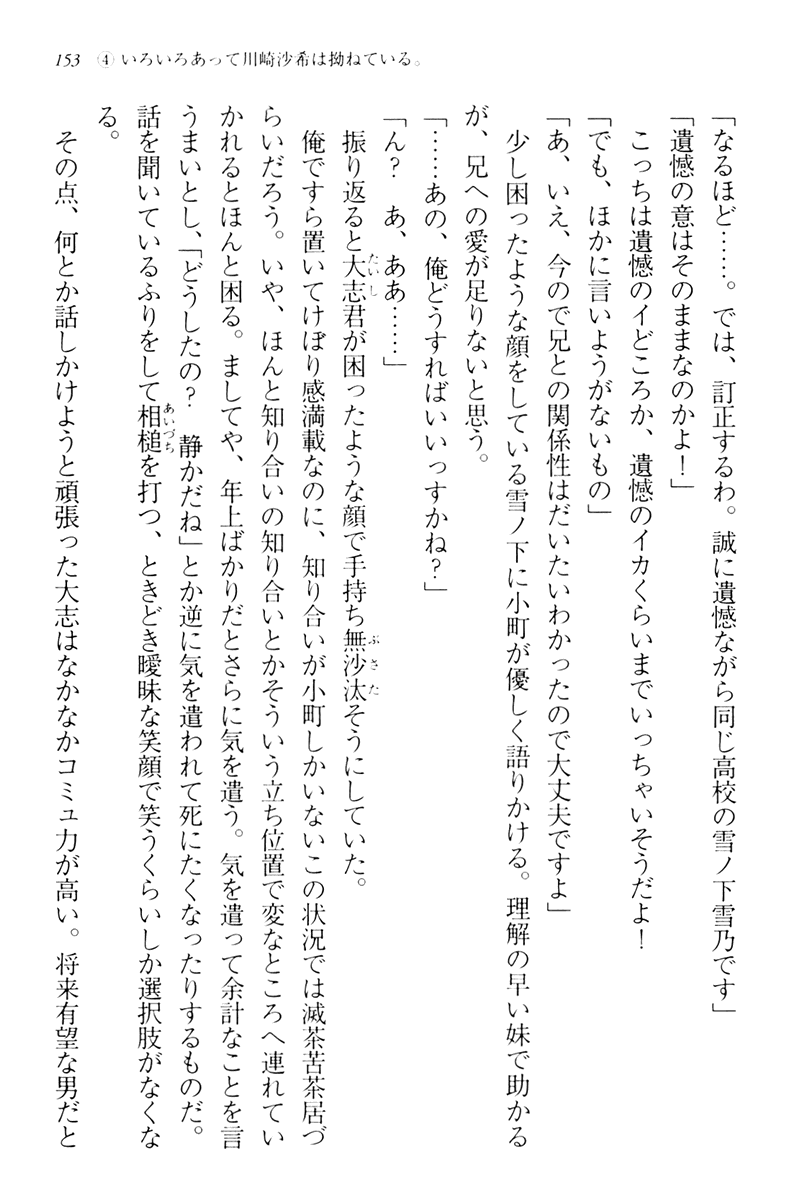 153 ④いろいろあって川崎沙希は拗ねている。
「なるほど……。では、訂正するわ。誠に遺憾ながら同じ高校の雪ノ下雪乃です」
「遺憾の意はそのままなのかよ！」
　こっちは遺憾のイどころか、遺憾のイカくらいまでいっちゃいそうだよ！
「でも、ほかに言いようがないもの」
「あ、いえ、今ので兄との関係性はだいたいわかったので大丈夫ですよ」
　少し困ったような顔をしている雪ノ下に小町が優しく語りかける。理解の早い妹で助かる
が、兄への愛が足りないと思う。
「……あの、俺どうすればいいっすかね？」
「ん？　あ、ああ……」
　振り返ると大志君が困ったような顔で手持ち無沙汰そうにしていた。
　俺ですら置いてけぼり感満載なのに、知り合いが小町しかいないこの状況では滅茶苦茶居づ
らいだろう。いや、ほんと知り合いの知り合いとかそういう立ち位置で変なところへ連れてい
かれるとほんと困る。ましてや、年上ばかりだとさらに気を遣う。気を遣って余計なことを言
うまいとし、「どうしたの？　静かだね」とか逆に気を遣われて死にたくなったりするものだ。
話を聞いているふりをして相槌を打つ、ときどき曖昧な笑顔で笑うくらいしか選択肢がなくな
る。
　その点、何とか話しかけようと頑張った大志はなかなかコミュ力が高い。将来有望な男だと
たいし
ぶさた
あいづち